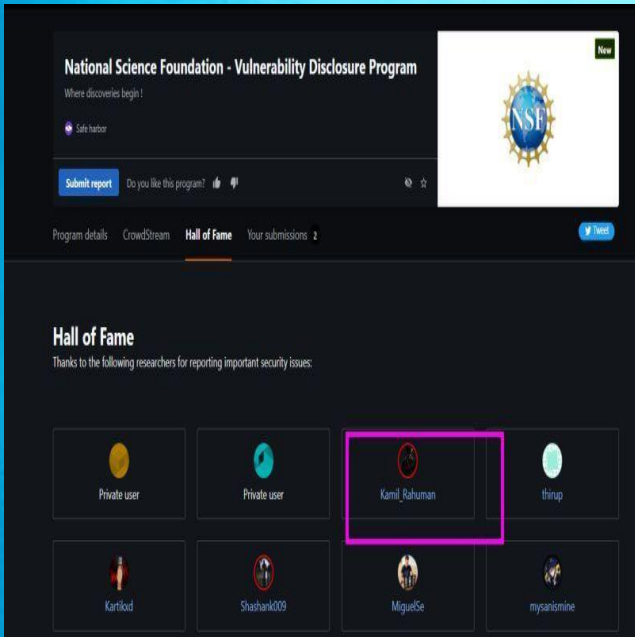 New
National Science Foundation - Vulnerability Disclosure Program
Where discoveries begin !
NSF
Safe harbor
Submit report Do you like this program?
Program details CrowdStream Hall of Fame Your submissions 2 Tweet
Hall of Fame
Thanks to the following researchers for reporting important security issues:
Private user Private user Kamil_Rahuman thirup
Kartikxd Shashank009 MiguelSe mysanismine